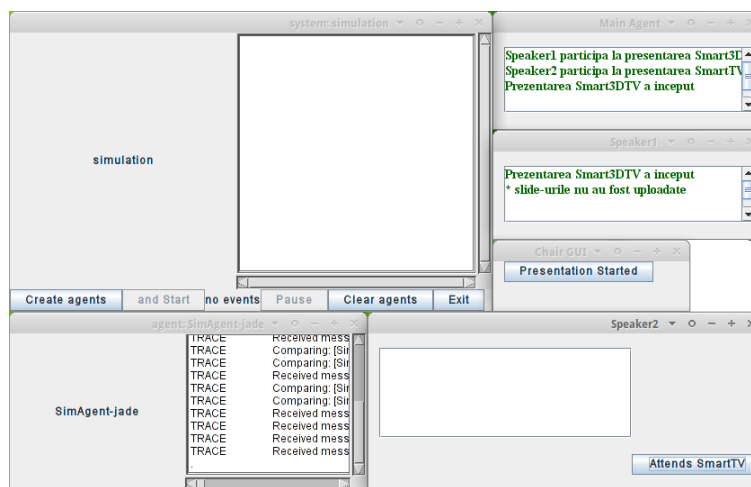 system: simulation
Main Agent
Speaker1 participa la presentarea Smart3D
Speaker2 participa la presentarea SmartTV
Prezentarea Smart3DTV a inceput
simulation
Speaker1
Prezentarea Smart3DTV a inceput
* slide-urile nu au fost uploadate
Chair GUI
Presentation Started
Create agents and Start no events Pause Clear agents Exit
agent: SimAgent-jade
Speaker2
TRACE Received mess
TRACE Comparing: [Sir
TRACE Received mess
TRACE Received mess
TRACE Comparing: [Sir
TRACE Comparing: [Sir
SimAgent-jade
TRACE Received mess
TRACE Received mess
TRACE Received mess
TRACE Received mess
.
Attends SmartTV